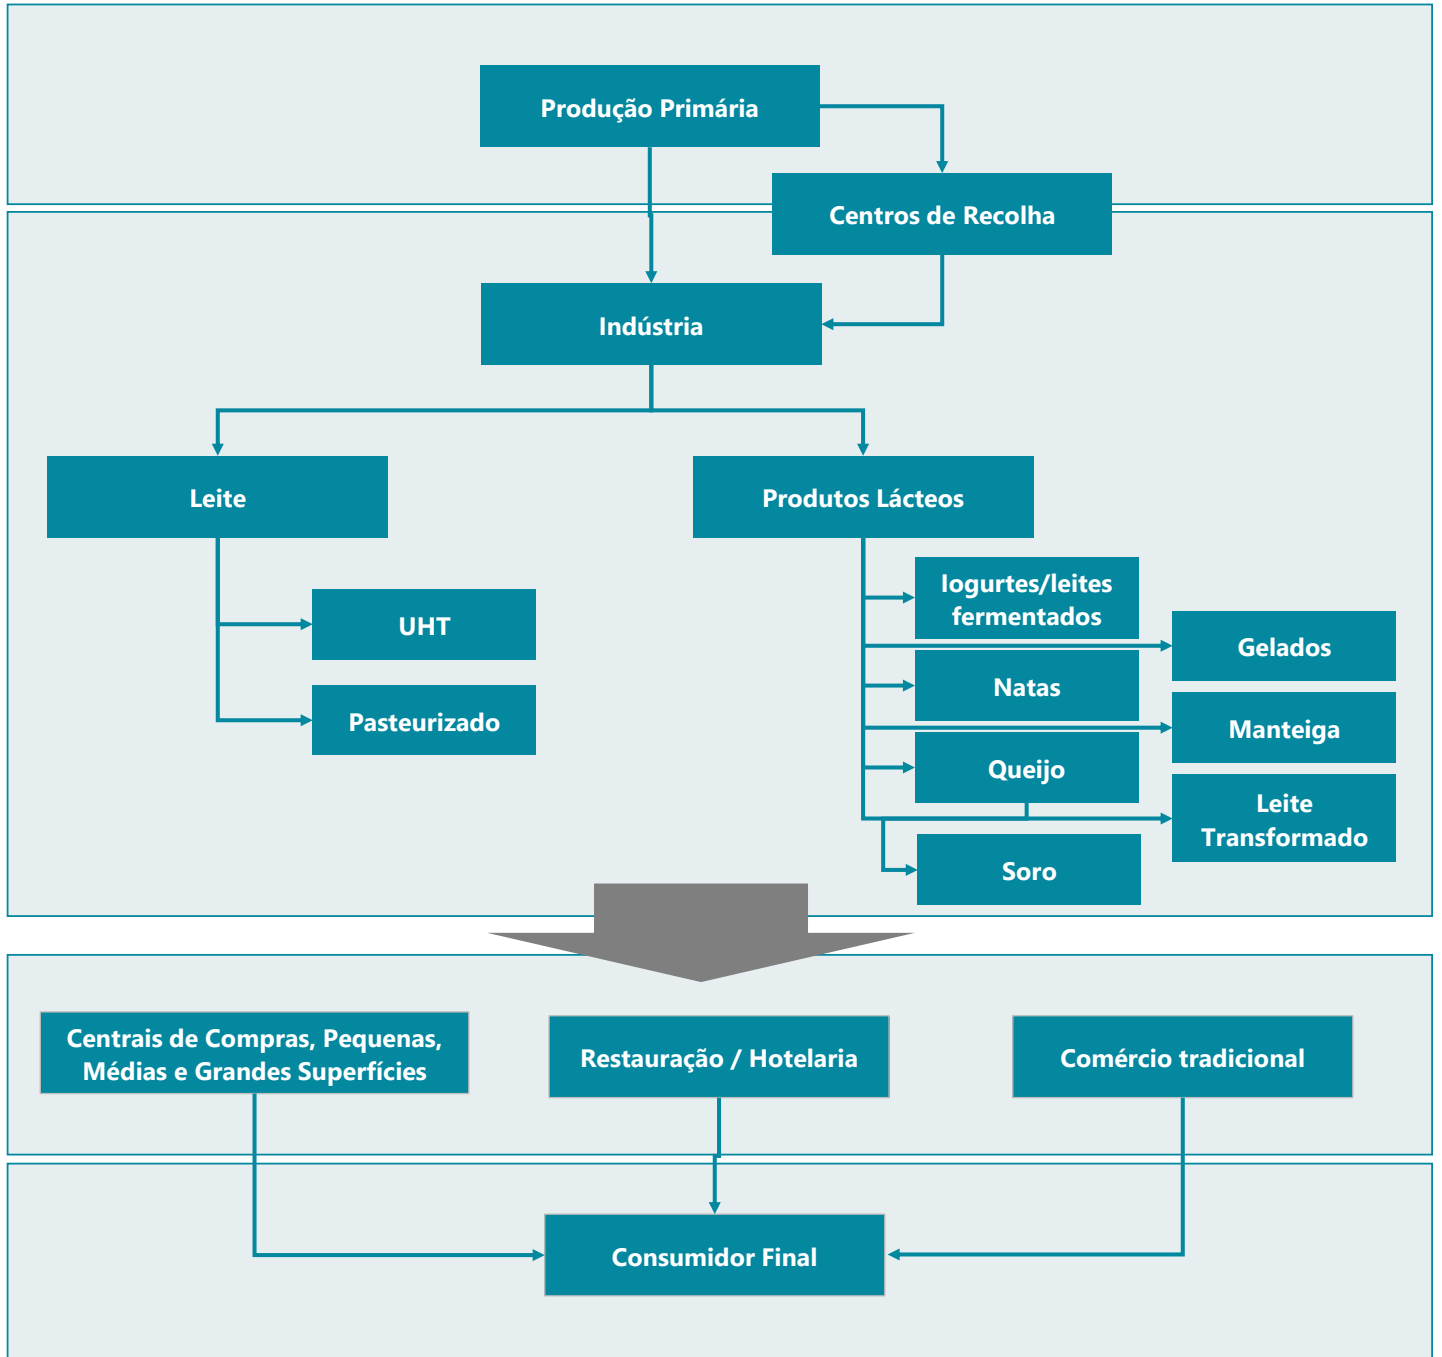 Produção Primária
Centros de Recolha
Indústria
Leite
Produtos Lácteos
Iogurtes/leites
fermentados
Gelados
UHT
Natas
Pasteurizado
Manteiga
Queijo
Leite
Transformado
Soro
Centrais de Compras, Pequenas,
Médias e Grandes Superfícies
Restauração / Hotelaria
Comércio tradicional
Consumidor Final